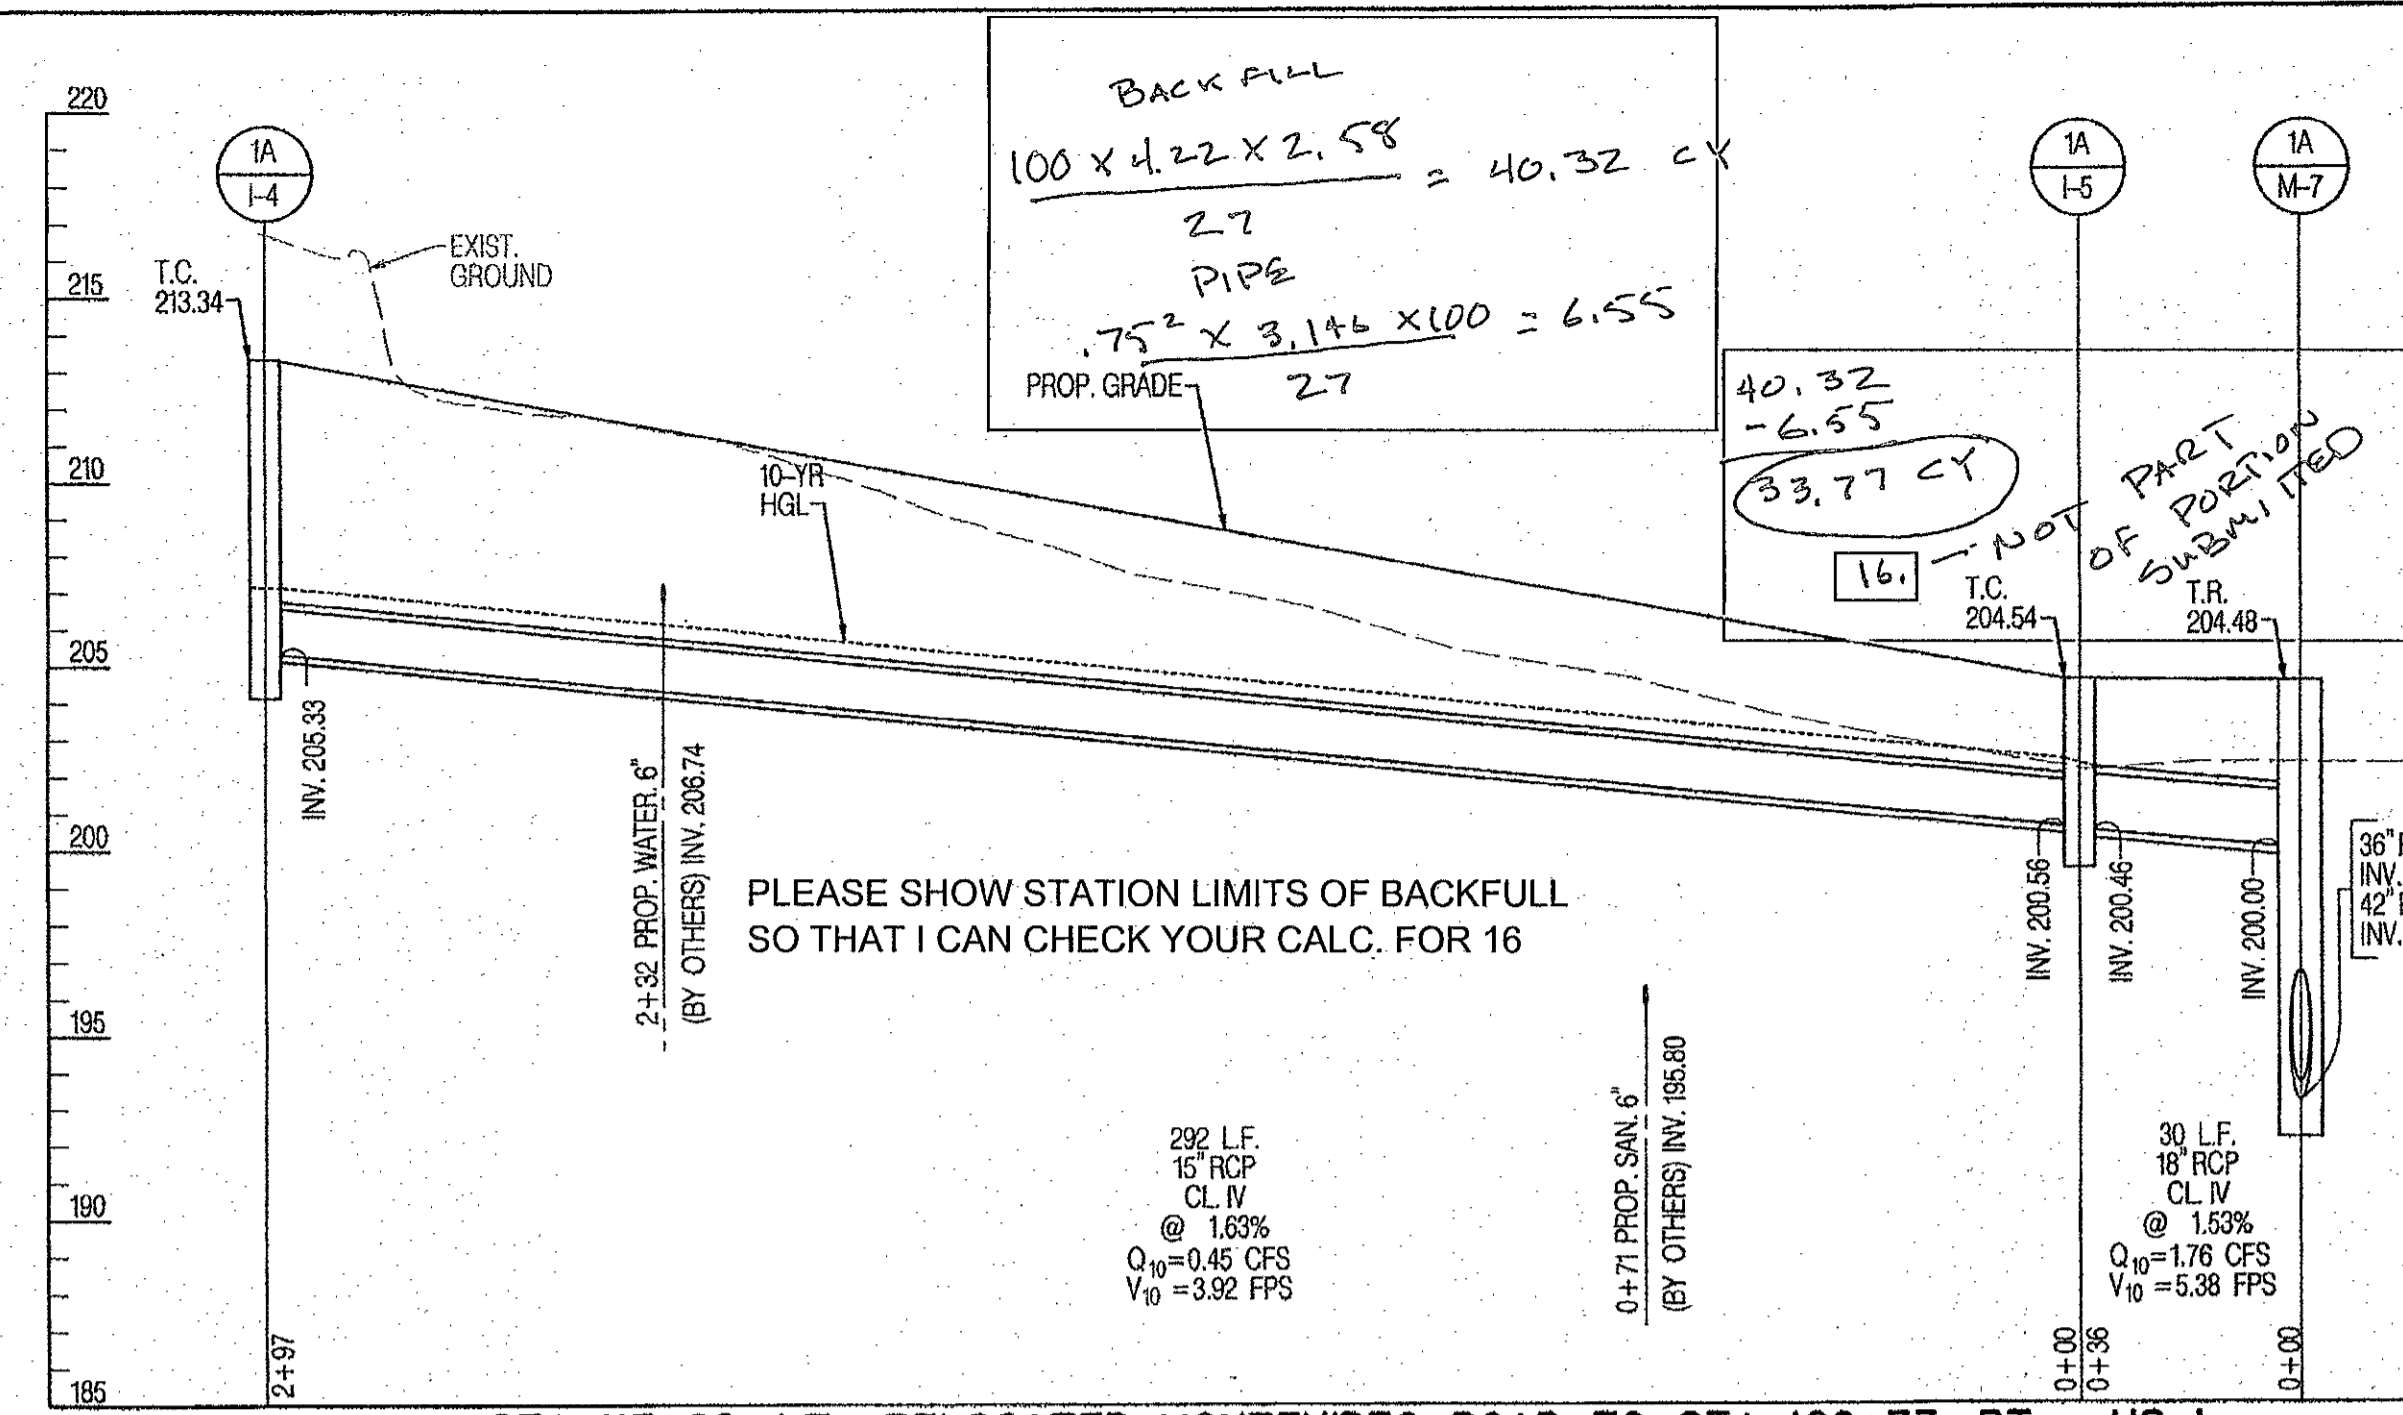 220
215
210
205
200
195
190
185
1A
I-4
T.C.
213.34
EXIST.
GROUND
BACK FILL
100 X 4.22 X 2.58 = 40.32 CY
27
PIPE
.75² X 3.146 X 100 = 6.55
27
PROP. GRADE
1A
I-5
1A
M-7
40.32
-6.55
33.77 CY
16. - NOT PART
OF PORTION
SUBMITTED
10-YR
HGL
T.C.
204.54
T.R.
204.48
INV. 205.33
2+32 PROP. WATER. 6"
(BY OTHERS) INV. 206.74
PLEASE SHOW STATION LIMITS OF BACKFULL
SO THAT I CAN CHECK YOUR CALC. FOR 16
INV. 200.56
INV. 200.46
INV. 200.00
36"
INV.
42"
INV.
0+71 PROP. SAN. 6"
(BY OTHERS) INV. 195.80
292 L.F.
15" RCP
CL. IV
@ 1.63%
Q10=0.45 CFS
V10 =3.92 FPS
30 L.F.
18" RCP
CL. IV
@ 1.53%
Q10=1.76 CFS
V10 =5.38 FPS
2+97
0+00
0+36
0+00